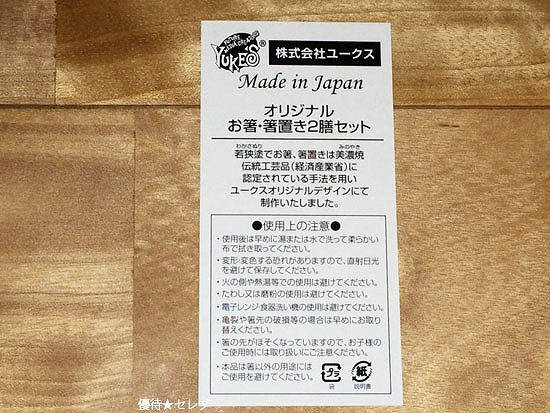 FUTURE MEDIA CREATOR
YUKE'S®
株式会社ユークス
Made in Japan
オリジナル
お箸・箸置き2膳セット
わかさぬり みのやき
若狭塗でお箸、箸置きは美濃焼
伝統工芸品(経済産業省)に
認定されている手法を用い
ユークスオリジナルデザインにて
制作いたしました。
●使用上の注意●
・使用後は早めに湯または水で洗って柔らかい
布で拭き取ってください。
・変形・変色する恐れがありますので、直射日光
を避けて保存してください。
・火の側や熱湯等での使用は避けてください。
・たわし又は磨粉の使用は避けてください。
・電子レンジ・食器洗い機の使用は避けてください。
・亀裂や箸先の破損等の場合は早めにお取り
替えください。
・箸の先がほそくなっていますので、お子様の
ご使用時には取り扱いにご注意ください。
・本品は箸以外の用途には
ご使用を避けてください。
プラ 紙
袋 説明書
優待★セレブ